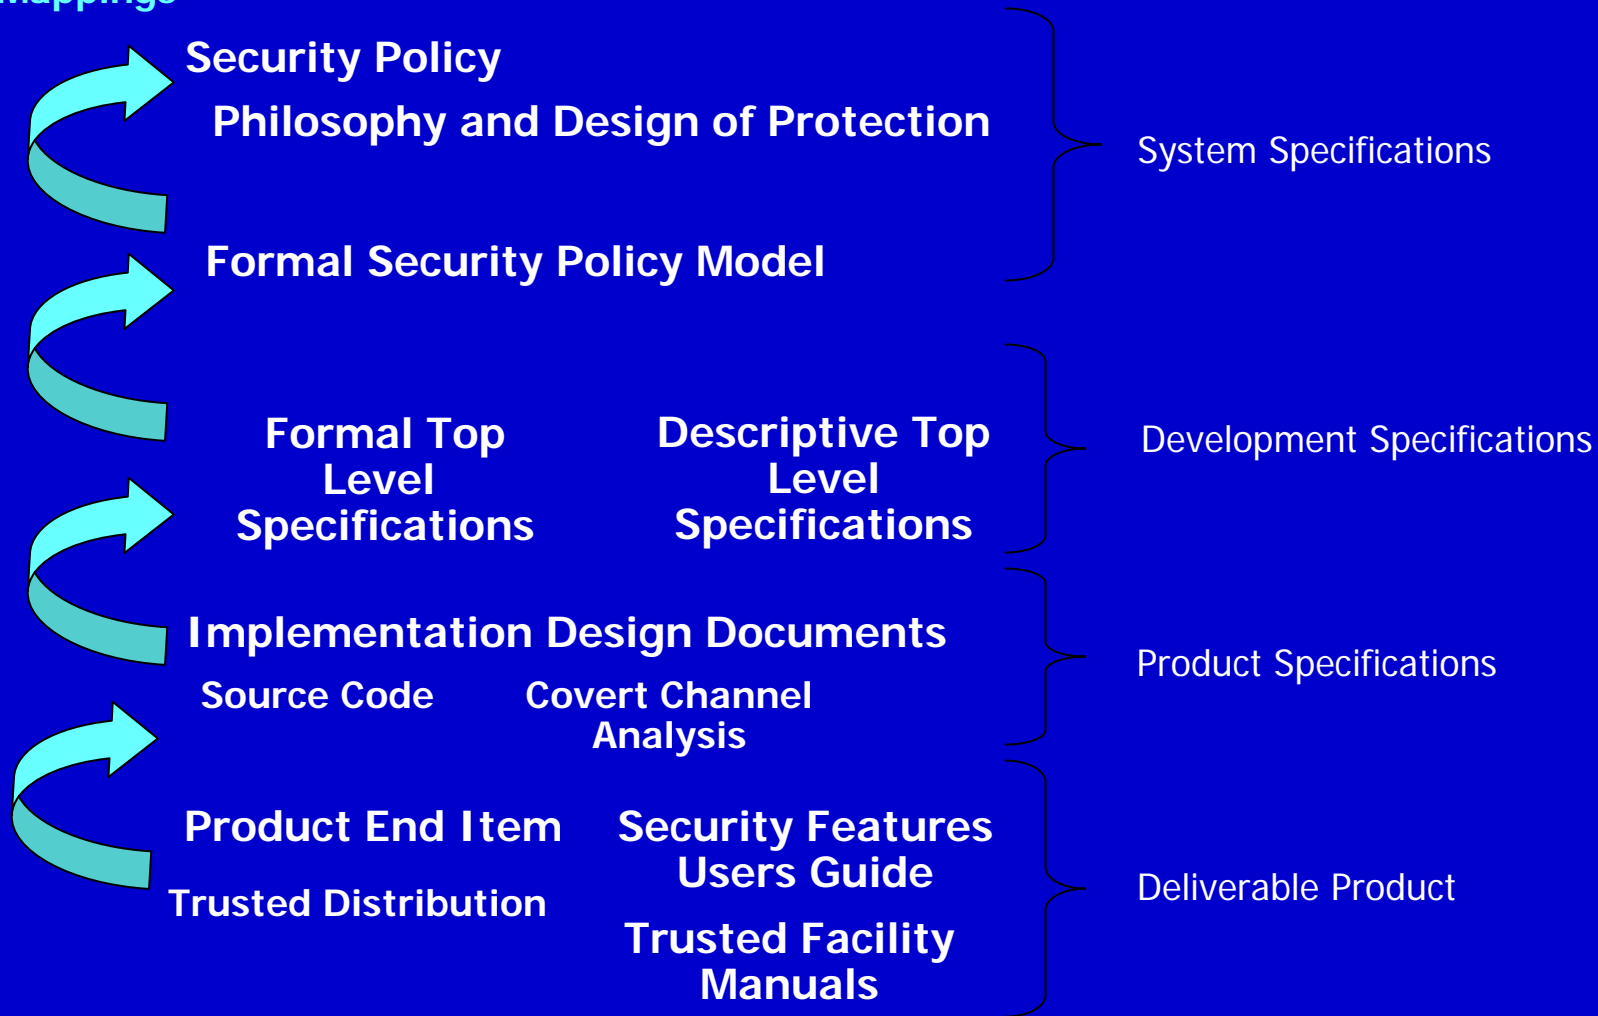 Mappings
Security Policy
Philosophy and Design of Protection
System Specifications
Formal Security Policy Model
Formal Top
Level
Specifications
Descriptive Top
Level
Specifications
Development Specifications
Implementation Design Documents
Source Code
Covert Channel
Analysis
Product Specifications
Product End Item
Trusted Distribution
Security Features
Users Guide
Trusted Facility
Manuals
Deliverable Product